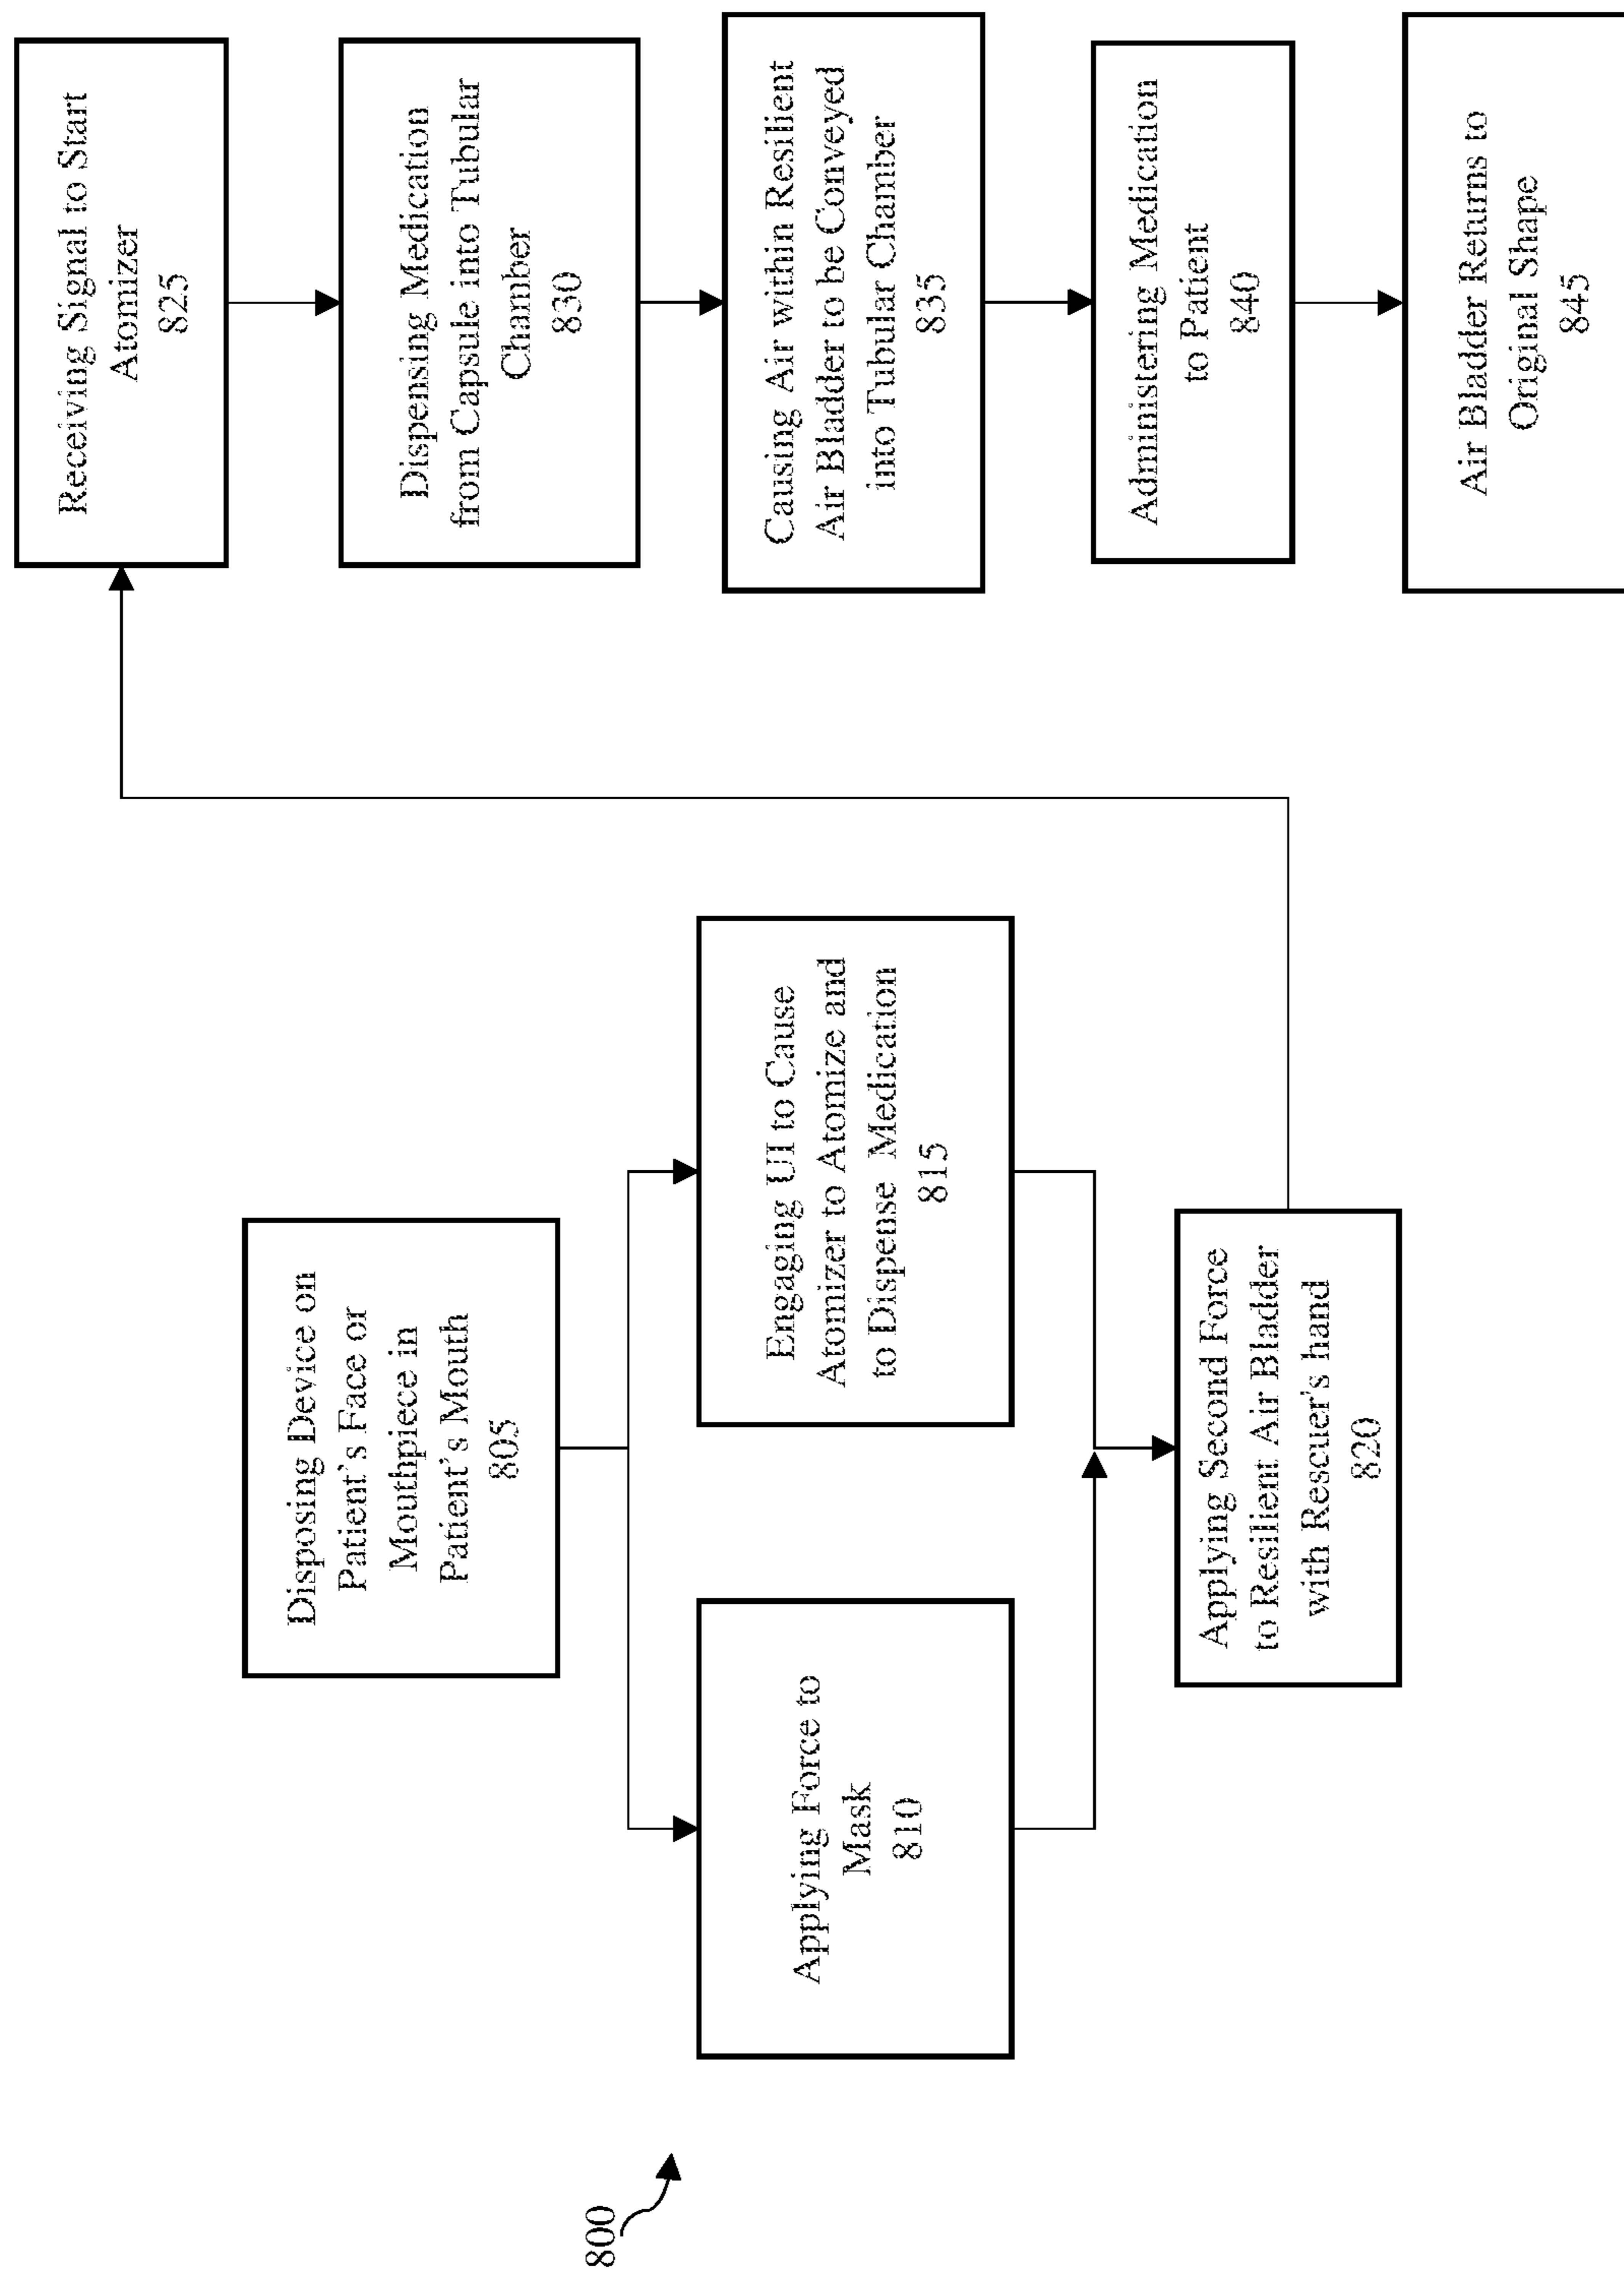 800
Disposing Device on
Patient's Face or
Mouthpiece in
Patient's Mouth
805
Applying Force to
Mask
810
Engaging UI to Cause
Atomizer to Atomize and
to Dispense Medication
815
Applying Second Force
to Resilient Air Bladder
with Rescuer's hand
820
Receiving Signal to Start
Atomizer
825
Dispensing Medication
from Capsule into Tubular
Chamber
830
Causing Air within Resilient
Air Bladder to be Conveyed
into Tubular Chamber
835
Administering Medication
to Patient
840
Air Bladder Returns to
Original Shape
845